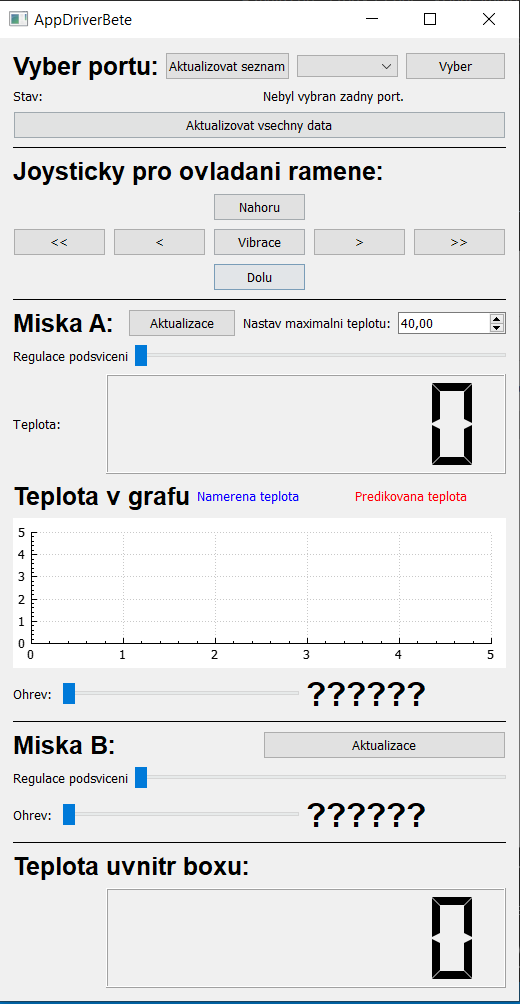 AppDriverBete
Vyber portu: Aktualizovat seznam Vyber
Stav: Nebyl vybran zadny port.
Aktualizovat vsechny data
Joysticky pro ovladani ramene:
Nahoru
<< < Vibrace > >>
Dolu
Miska A: Aktualizace Nastav maximalni teplotu: 40,00
Regulace podsviceni
Teplota: 0
Teplota v grafu Namerena teplota Predikovana teplota
5
4
3
2
1
0
0 1 2 3 4 5
Ohrev: ??????
Miska B: Aktualizace
Regulace podsviceni
Ohrev: ??????
Teplota uvnitr boxu:
0